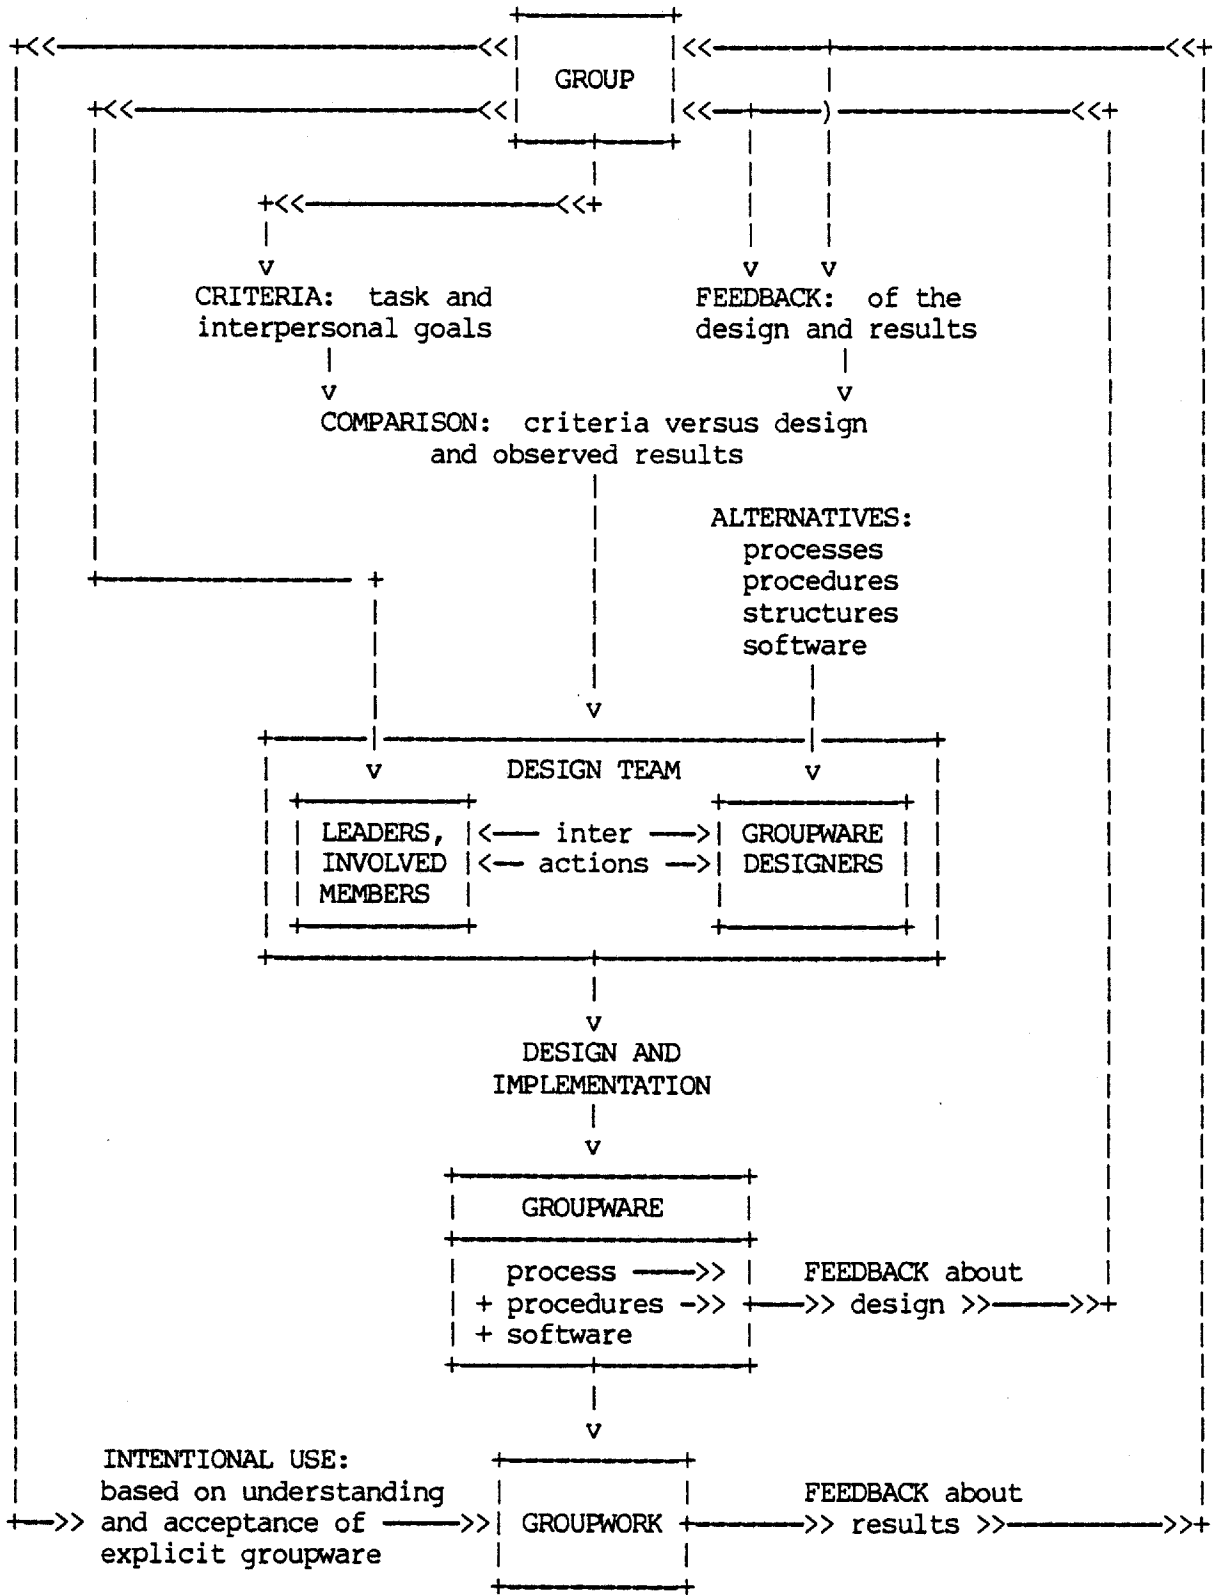 GROUP
CRITERIA: task and
interpersonal goals
FEEDBACK: of the
design and results
COMPARISON: criteria versus design
and observed results
ALTERNATIVES:
processes
procedures
structures
software
DESIGN TEAM
LEADERS,
INVOLVED
MEMBERS
inter
actions
GROUPWARE
DESIGNERS
DESIGN AND
IMPLEMENTATION
GROUPWARE
process
+ procedures
+ software
FEEDBACK about
design
INTENTIONAL USE:
based on understanding
and acceptance of
explicit groupware
GROUPWORK
FEEDBACK about
results